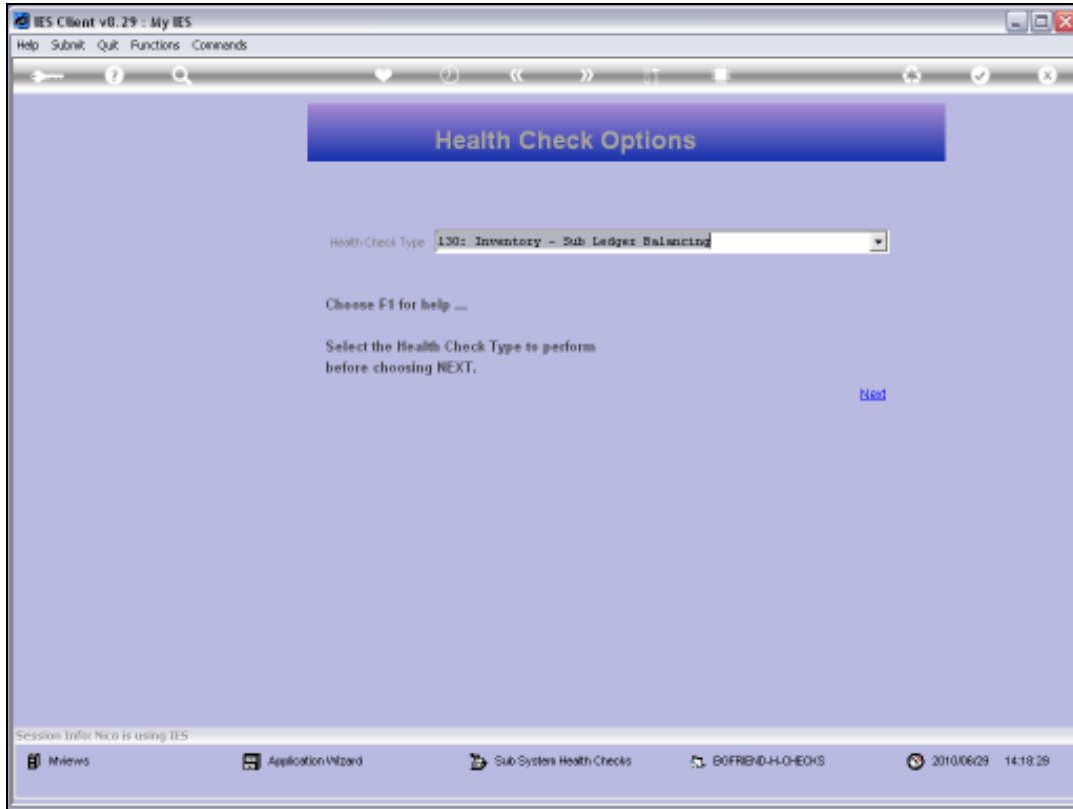 IES Client v8.29 : My IES
Help Submit Quit Functions Commands
Health Check Options
Health Check Type 130: Inventory - Sub Ledger Balancing
Choose F1 for help ...
Select the Health Check Type to perform
before choosing NEXT.
Next
Session Info: Nico is using IES
Mviews Application Wizard Sub System Health Checks BGFRIEND-H-CHECKS 2010/06/29 14:18:29